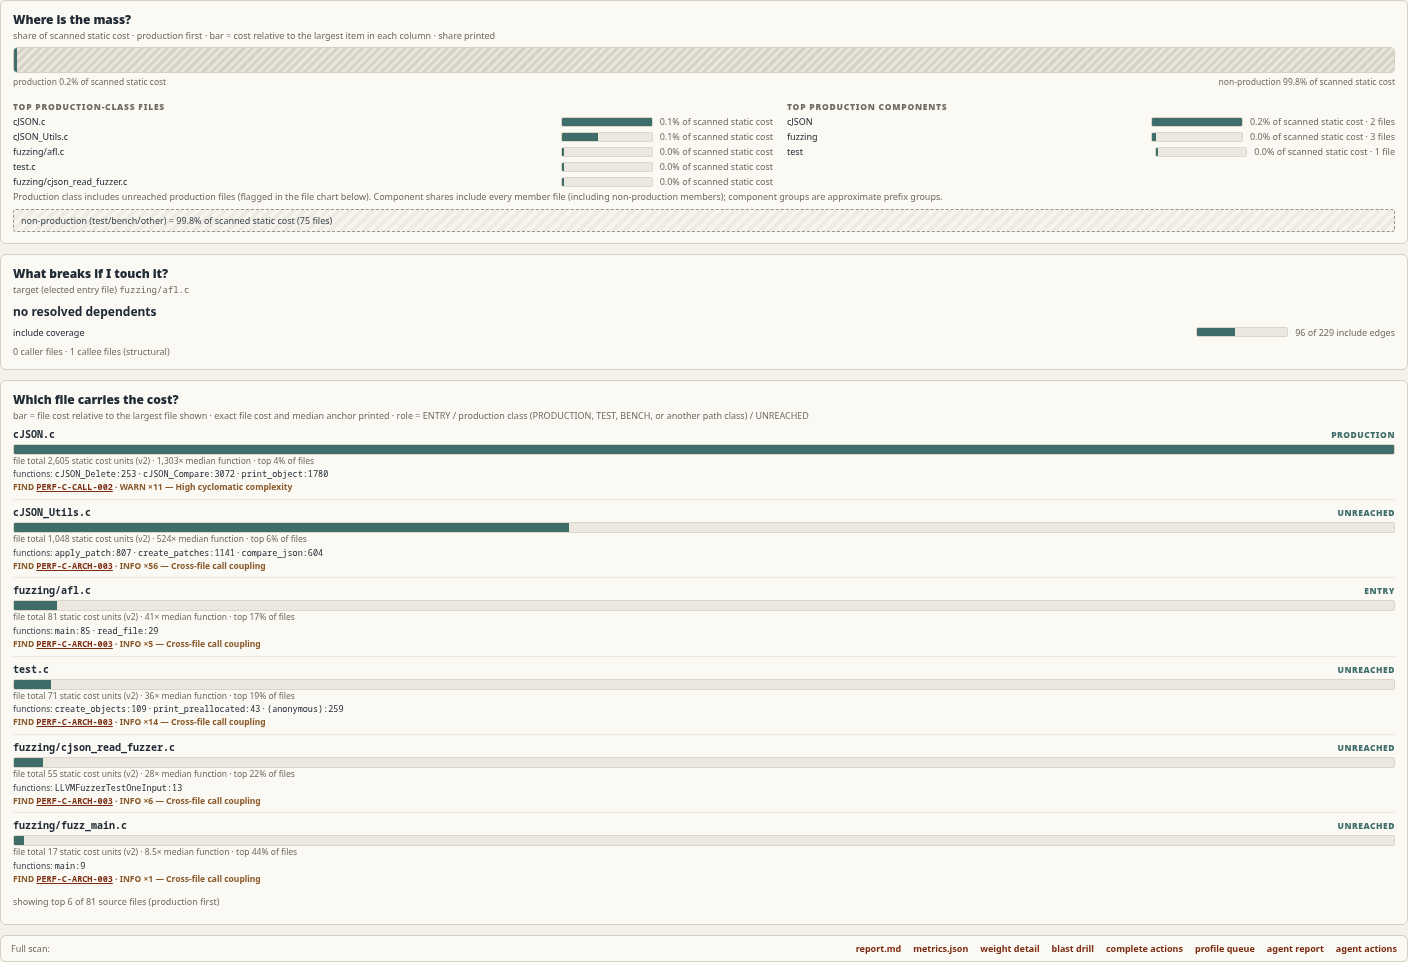 Where is the mass?
share of scanned static cost · production first · bar = cost relative to the largest item in each column · share printed
production 0.2% of scanned static cost
non-production 99.8% of scanned static cost
TOP PRODUCTION-CLASS FILES
cJSON.c 0.1% of scanned static cost
cJSON_Utils.c 0.1% of scanned static cost
fuzzing/afl.c 0.0% of scanned static cost
test.c 0.0% of scanned static cost
fuzzing/cjson_read_fuzzer.c 0.0% of scanned static cost
TOP PRODUCTION COMPONENTS
cJSON 0.2% of scanned static cost · 2 files
fuzzing 0.0% of scanned static cost · 3 files
test 0.0% of scanned static cost · 1 file
Production class includes unreached production files (flagged in the file chart below). Component shares include every member file (including non-production members); component groups are approximate prefix groups.
non-production (test/bench/other) = 99.8% of scanned static cost (75 files)
What breaks if I touch it?
target (elected entry file) fuzzing/afl.c
no resolved dependents
include coverage 96 of 229 include edges
0 caller files · 1 callee files (structural)
Which file carries the cost?
bar = file cost relative to the largest file shown · exact file cost and median anchor printed · role = ENTRY / production class (PRODUCTION, TEST, BENCH, or another path class) / UNREACHED
cJSON.c PRODUCTION
file total 2,605 static cost units (v2) · 1,303× median function · top 4% of files
functions: cJSON_Delete:253 · cJSON_Compare:3072 · print_object:1780
FIND PERF-C-CALL-002 · WARN ×11 — High cyclomatic complexity
cJSON_Utils.c UNREACHED
file total 1,048 static cost units (v2) · 524× median function · top 6% of files
functions: apply_patch:807 · create_patches:1141 · compare_json:604
FIND PERF-C-ARCH-003 · INFO ×56 — Cross-file call coupling
fuzzing/afl.c ENTRY
file total 81 static cost units (v2) · 41× median function · top 17% of files
functions: main:85 · read_file:29
FIND PERF-C-ARCH-003 · INFO ×5 — Cross-file call coupling
test.c UNREACHED
file total 71 static cost units (v2) · 36× median function · top 19% of files
functions: create_objects:109 · print_preallocated:43 · (anonymous):259
FIND PERF-C-ARCH-003 · INFO ×14 — Cross-file call coupling
fuzzing/cjson_read_fuzzer.c UNREACHED
file total 55 static cost units (v2) · 28× median function · top 22% of files
functions: LLVMFuzzerTestOneInput:13
FIND PERF-C-ARCH-003 · INFO ×6 — Cross-file call coupling
fuzzing/fuzz_main.c UNREACHED
file total 17 static cost units (v2) · 8.5× median function · top 44% of files
functions: main:9
FIND PERF-C-ARCH-003 · INFO ×1 — Cross-file call coupling
showing top 6 of 81 source files (production first)
Full scan: report.md metrics.json weight detail blast drill complete actions profile queue agent report agent actions